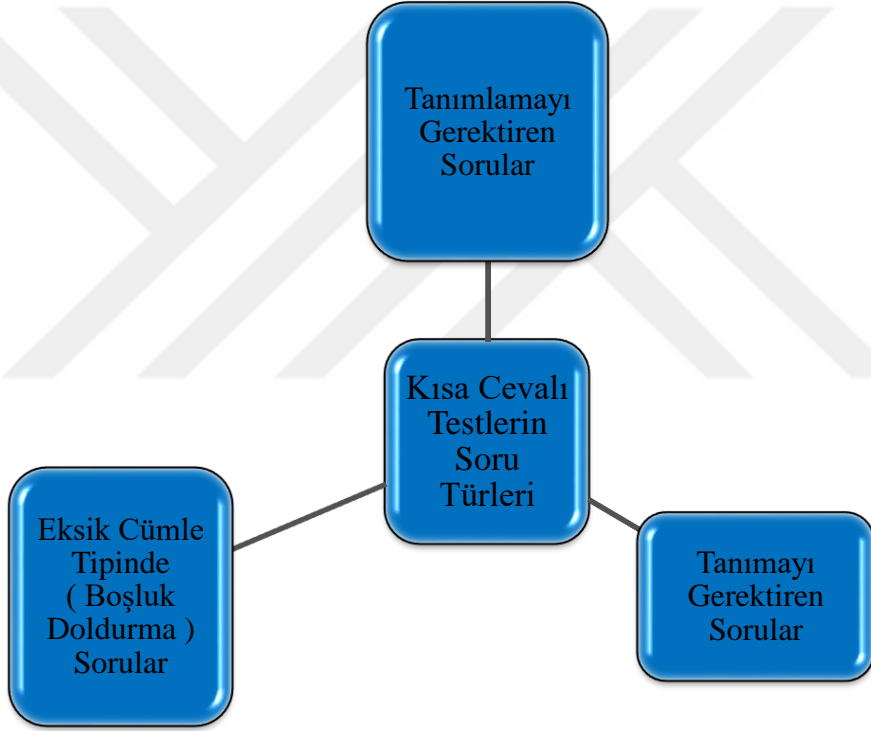 Tanımlamayı
Gerektiren
Sorular
Kısa Cevalı
Testlerin
Soru
Türleri
Eksik Cümle
Tipinde
( Boşluk
Doldurma )
Sorular
Tanımayı
Gerektiren
Sorular